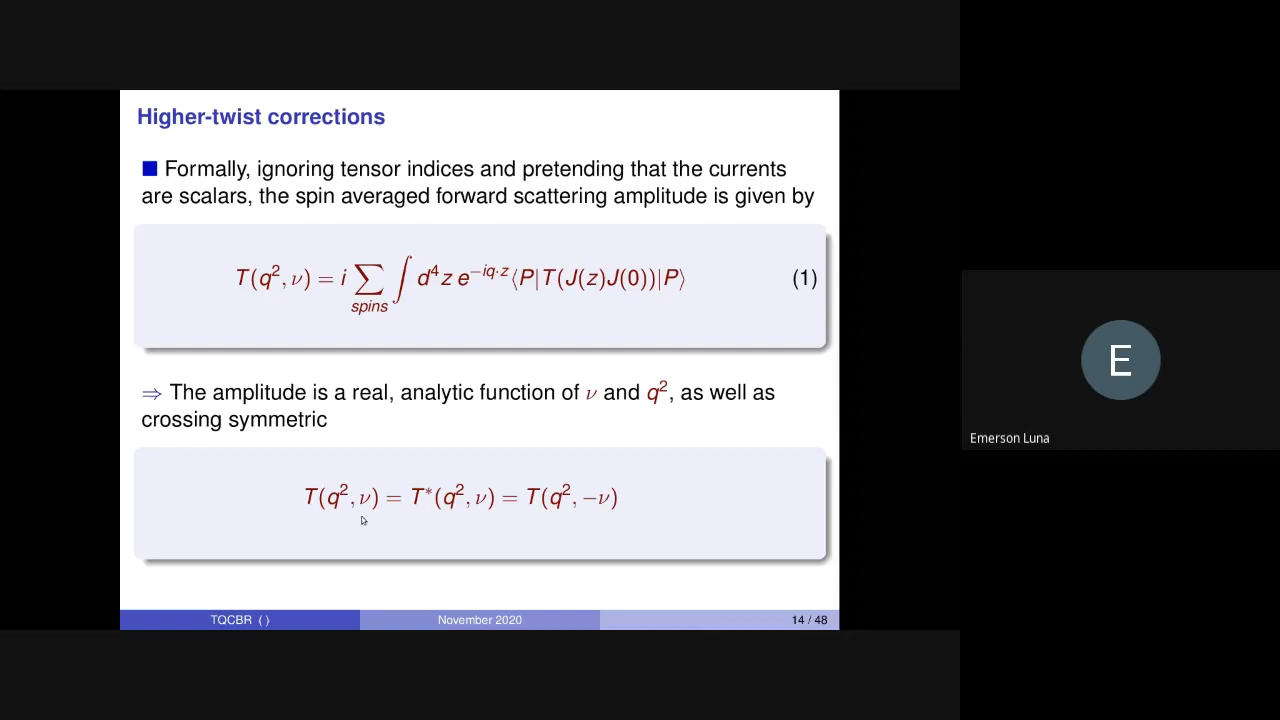 Higher-twist corrections
■ Formally, ignoring tensor indices and pretending that the currents
are scalars, the spin averaged forward scattering amplitude is given by
T(q², ν) = i ∑ ∫ d⁴z e^{−iq·z}⟨P|T(J(z)J(0))|P⟩ (1)
spins
⇒ The amplitude is a real, analytic function of ν and q², as well as
crossing symmetric
T(q², ν) = T*(q², ν) = T(q², −ν)
TQCBR ( ) November 2020 14 / 48
E
Emerson Luna